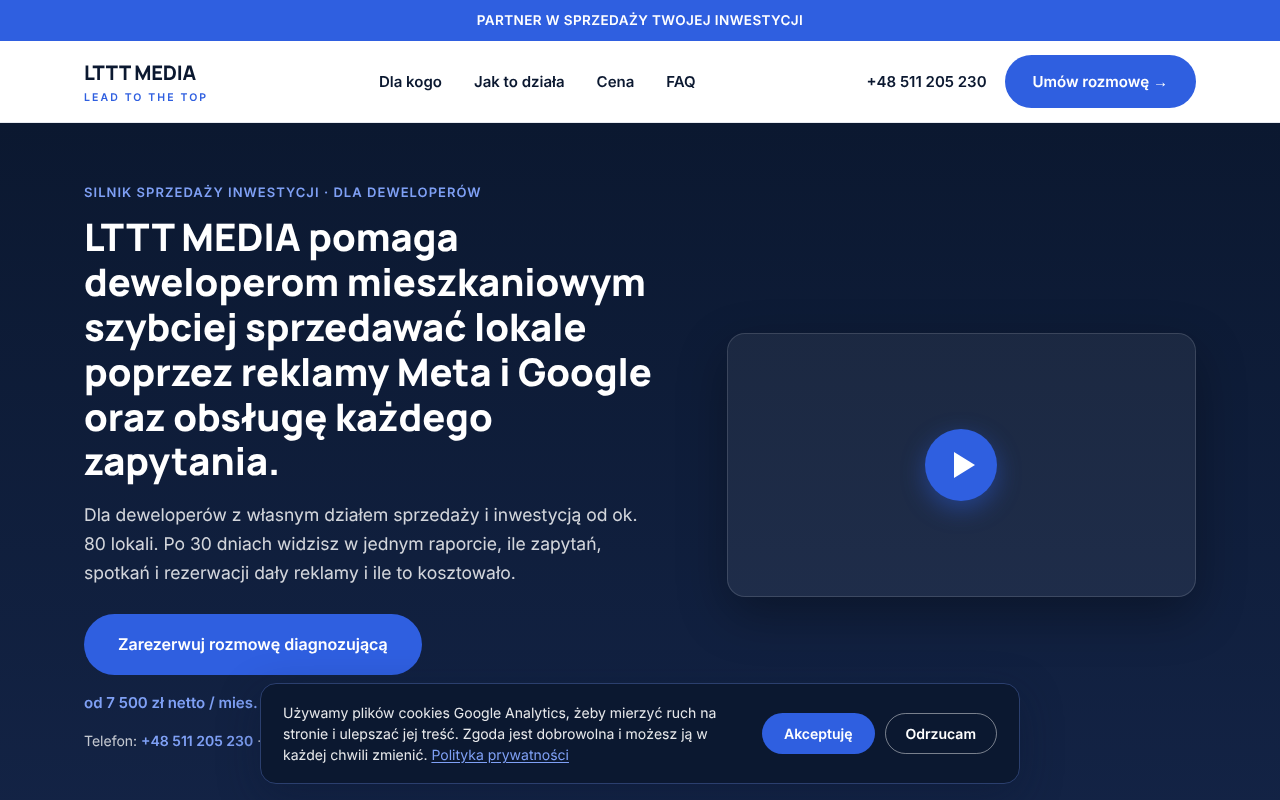 PARTNER W SPRZEDAŻY TWOJEJ INWESTYCJI
LTTT MEDIA
LEAD TO THE TOP
Dla kogo
Jak to działa
Cena
FAQ
+48 511 205 230
Umów rozmowę →
SILNIK SPRZEDAŻY INWESTYCJI · DLA DEWELOPERÓW
LTTT MEDIA pomaga
deweloperom mieszkaniowym
szybciej sprzedawać lokale
poprzez reklamy Meta i Google
oraz obsługę każdego
zapytania.
Dla deweloperów z własnym działem sprzedaży i inwestycją od ok.
80 lokali. Po 30 dniach widzisz w jednym raporcie, ile zapytań,
spotkań i rezerwacji dały reklamy i ile to kosztowało.
Zarezerwuj rozmowę diagnozującą
od 7 500 zł netto / mies.
Telefon: +48 511 205 230 ·
Używamy plików cookies Google Analytics, żeby mierzyć ruch na
stronie i ulepszać jej treść. Zgoda jest dobrowolna i możesz ją w
każdej chwili zmienić. Polityka prywatności
Akceptuję
Odrzucam